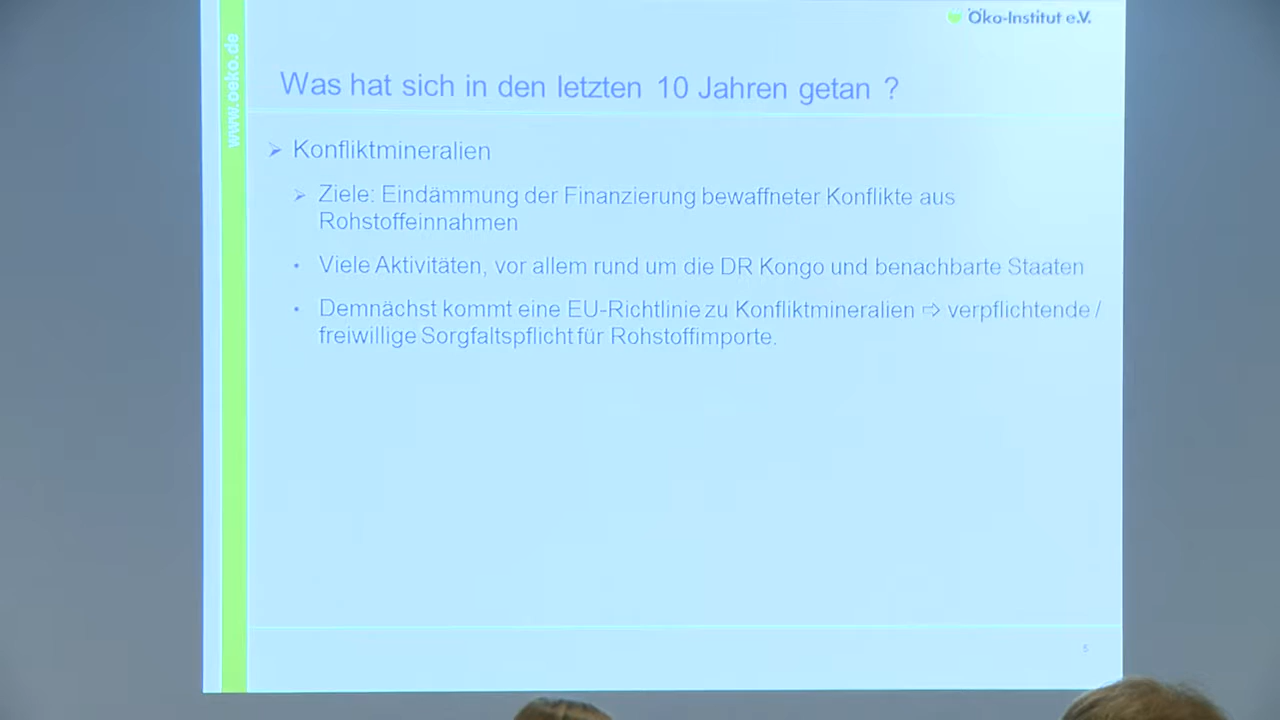 Öko-Institut e.V.
www.oeko.de
Was hat sich in den letzten 10 Jahren getan ?
➢ Konfliktmineralien
➢ Ziele: Eindämmung der Finanzierung bewaffneter Konflikte aus
Rohstoffeinnahmen
• Viele Aktivitäten, vor allem rund um die DR Kongo und benachbarte Staaten
• Demnächst kommt eine EU-Richtlinie zu Konfliktmineralien ⇨ verpflichtende /
freiwillige Sorgfaltspflicht für Rohstoffimporte.
5